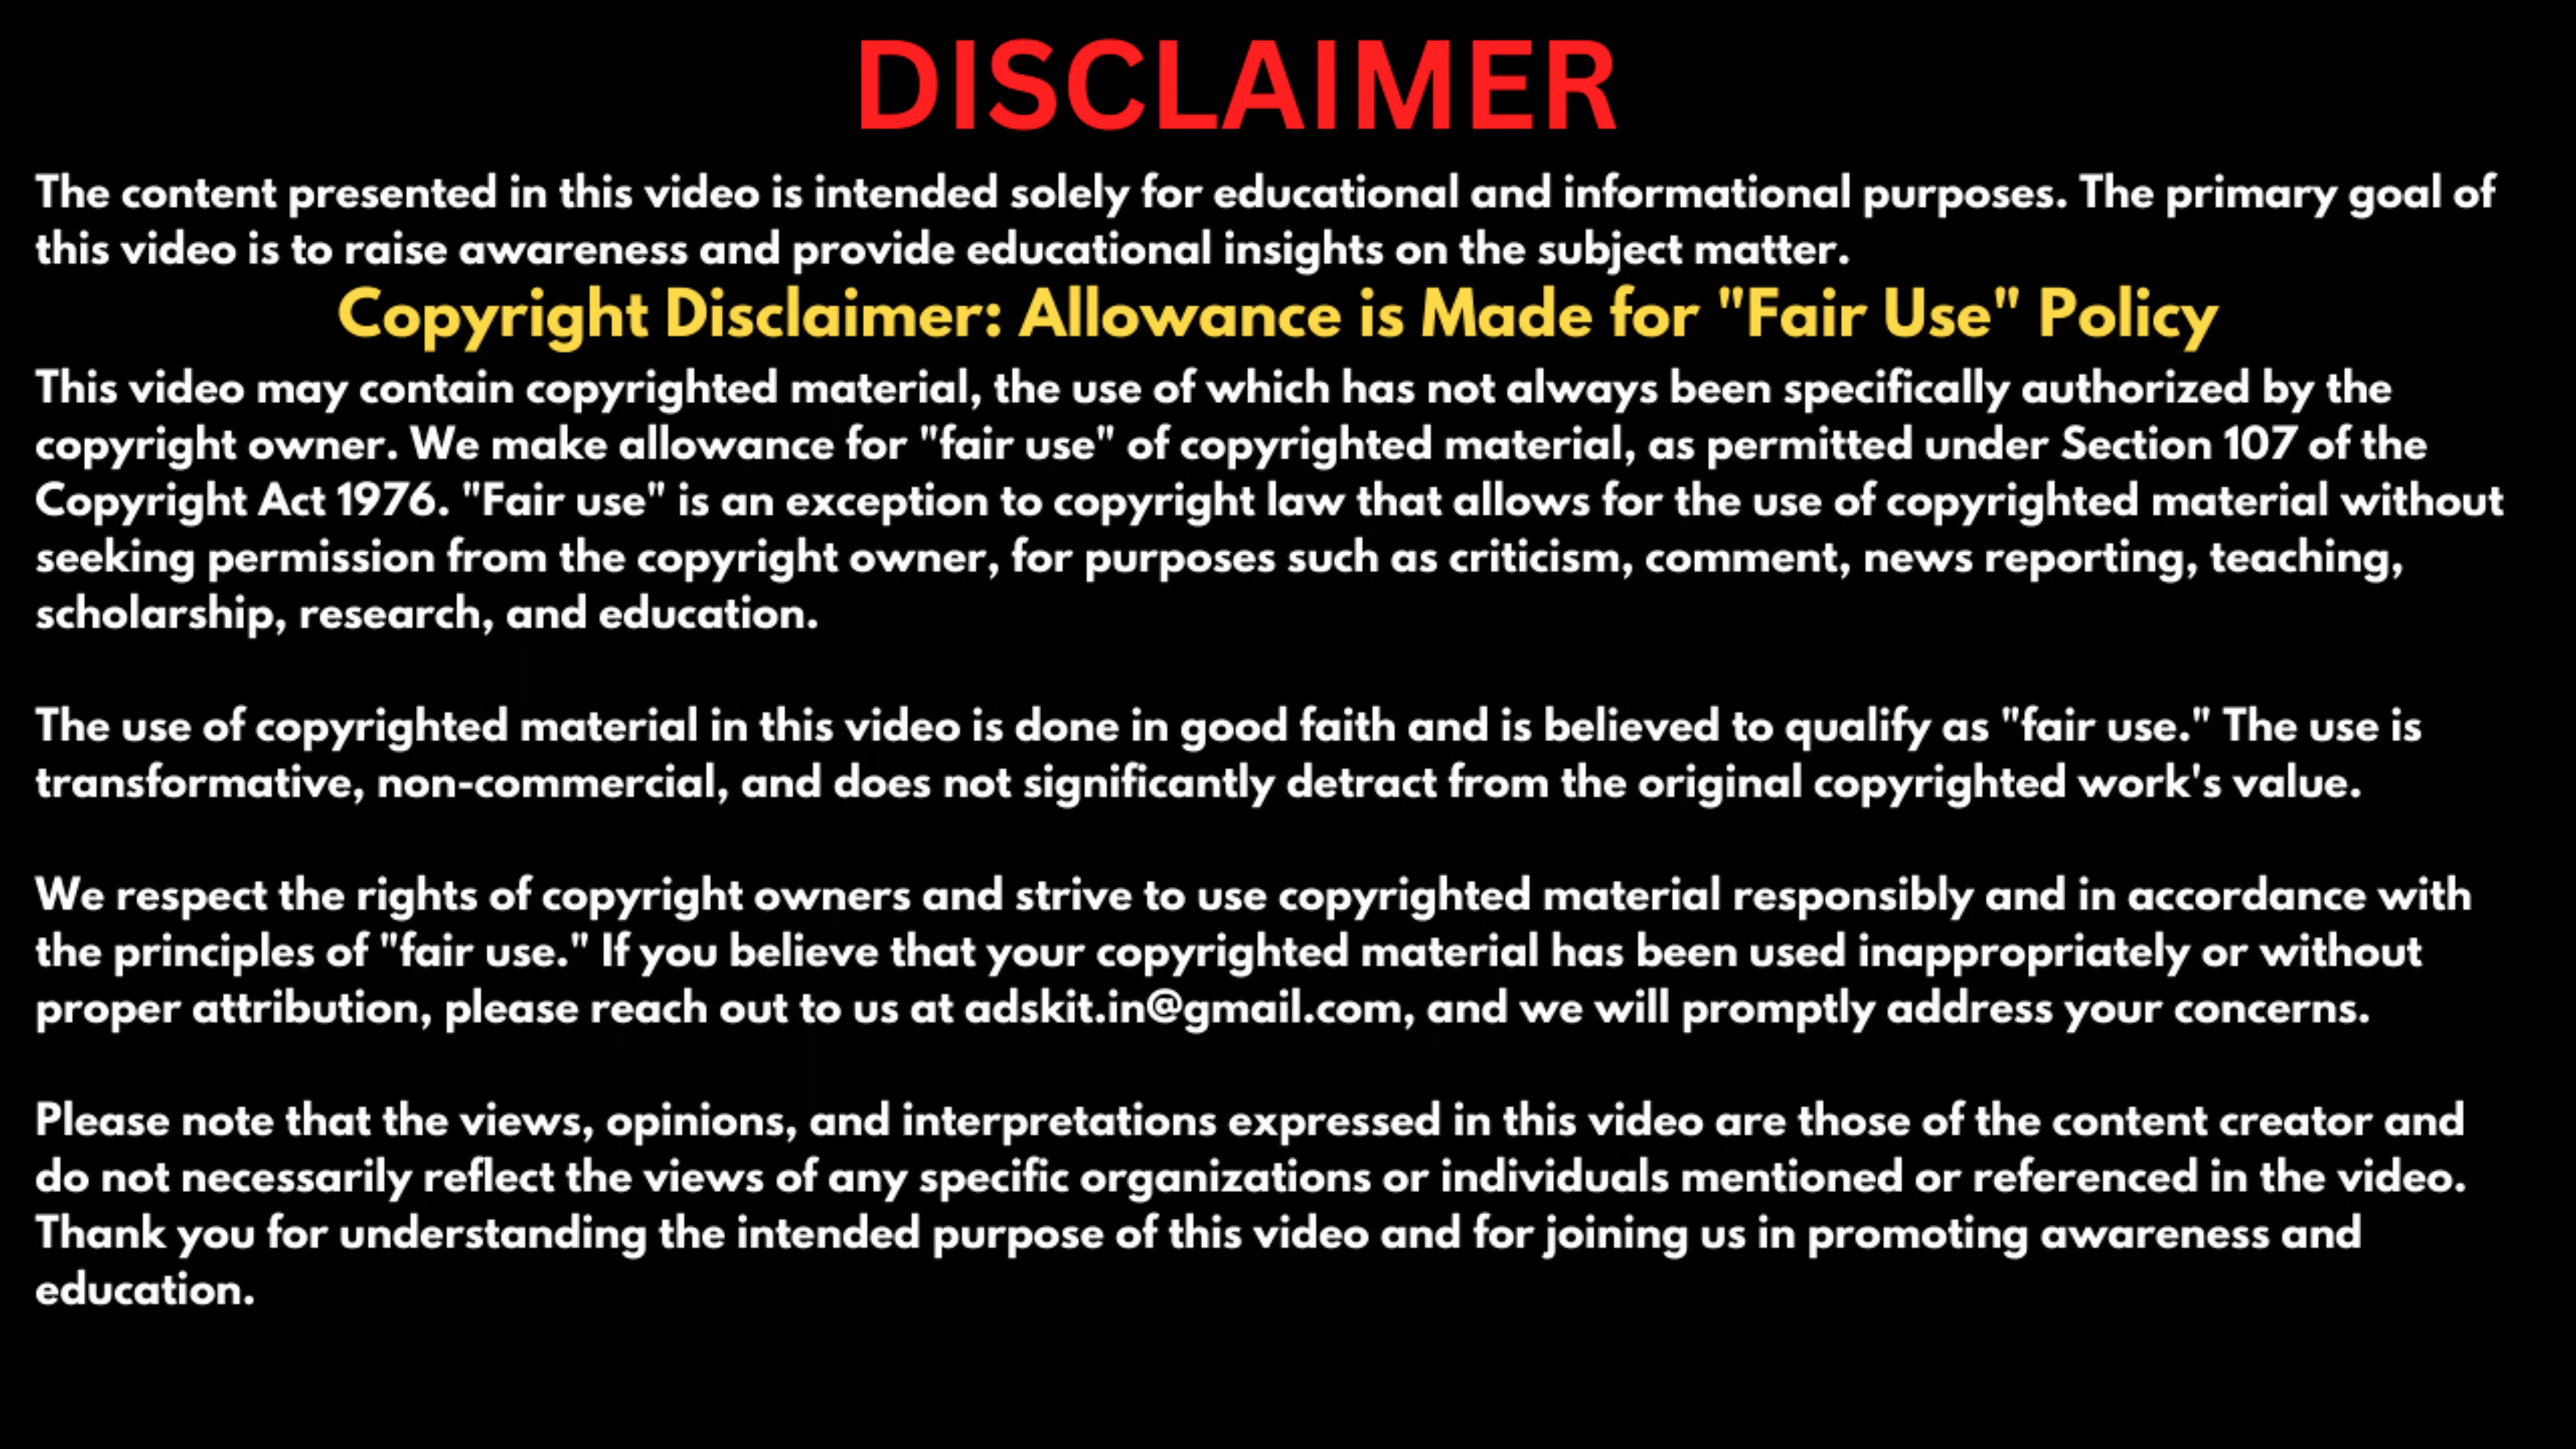 DISCLAIMER
The content presented in this video is intended solely for educational and informational purposes. The primary goal of
this video is to raise awareness and provide educational insights on the subject matter.
Copyright Disclaimer: Allowance is Made for "Fair Use" Policy
This video may contain copyrighted material, the use of which has not always been specifically authorized by the
copyright owner. We make allowance for "fair use" of copyrighted material, as permitted under Section 107 of the
Copyright Act 1976. "Fair use" is an exception to copyright law that allows for the use of copyrighted material without
seeking permission from the copyright owner, for purposes such as criticism, comment, news reporting, teaching,
scholarship, research, and education.
The use of copyrighted material in this video is done in good faith and is believed to qualify as "fair use." The use is
transformative, non-commercial, and does not significantly detract from the original copyrighted work's value.
We respect the rights of copyright owners and strive to use copyrighted material responsibly and in accordance with
the principles of "fair use." If you believe that your copyrighted material has been used inappropriately or without
proper attribution, please reach out to us at adskit.in@gmail.com, and we will promptly address your concerns.
Please note that the views, opinions, and interpretations expressed in this video are those of the content creator and
do not necessarily reflect the views of any specific organizations or individuals mentioned or referenced in the video.
Thank you for understanding the intended purpose of this video and for joining us in promoting awareness and
education.